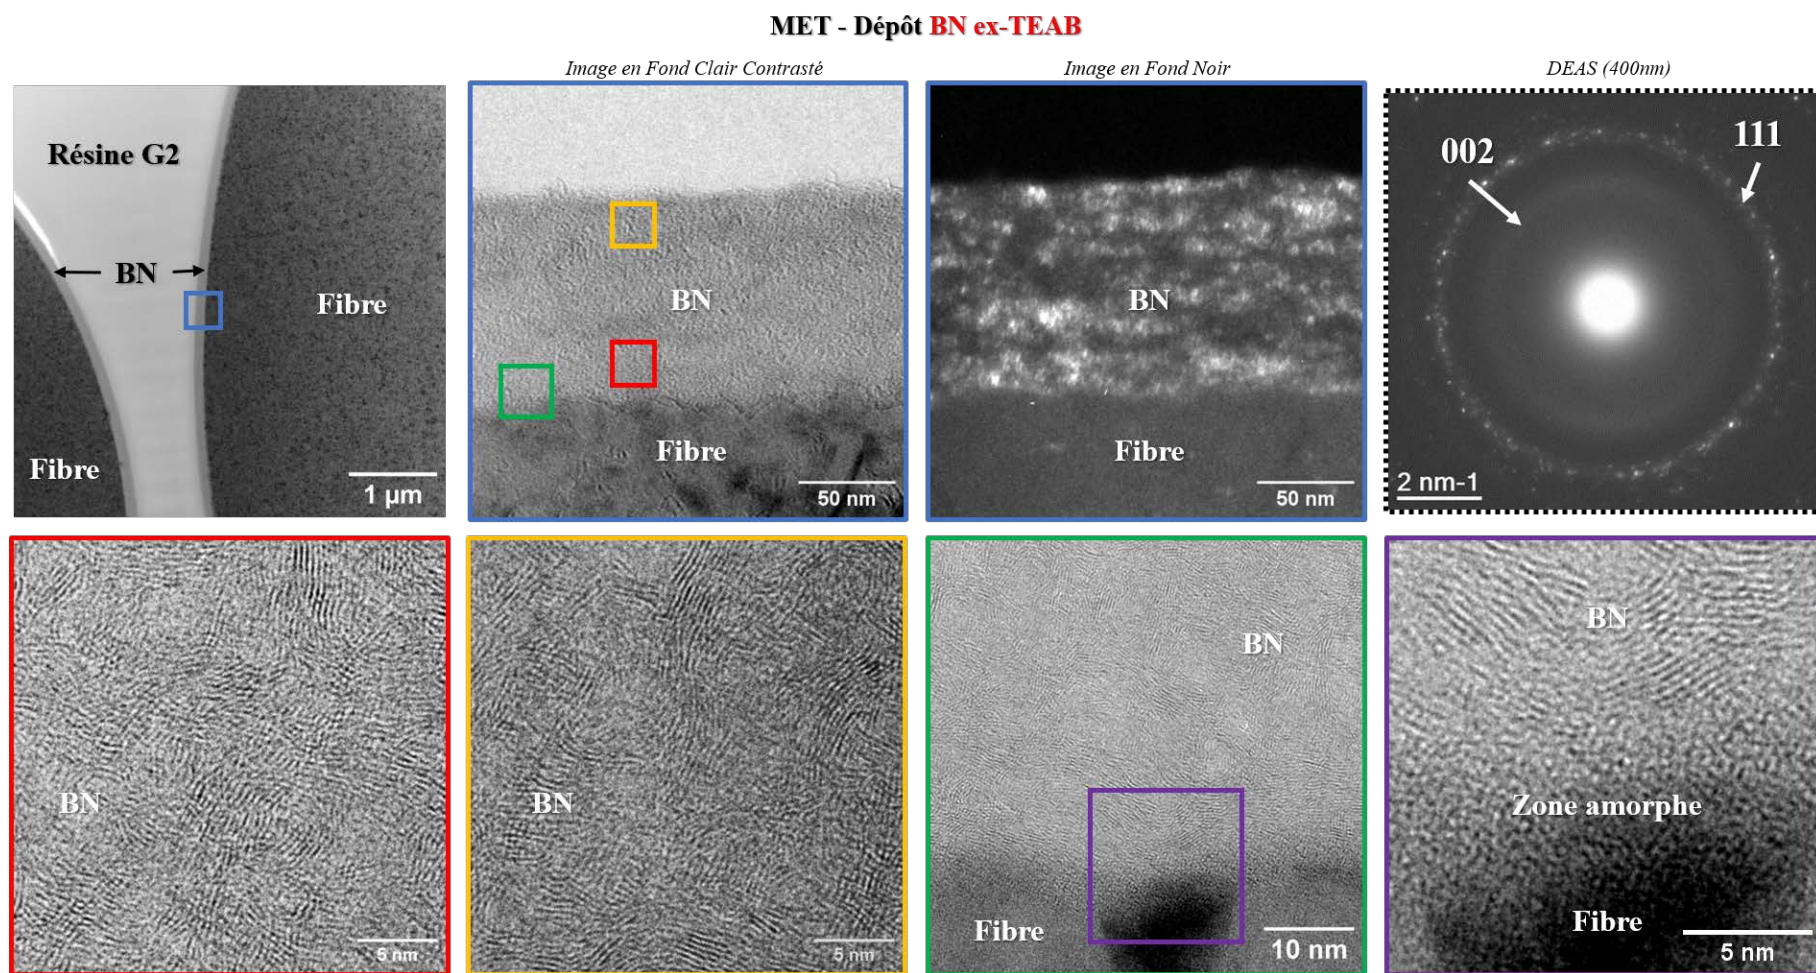 MET - Dépôt BN ex-TEAB
Image en Fond Clair Contrasté
Image en Fond Noir
DEAS (400nm)
Résine G2
BN
Fibre
Fibre
1 µm
BN
Fibre
50 nm
BN
Fibre
50 nm
002
111
2 nm-1
BN
5 nm
BN
5 nm
BN
Fibre
10 nm
BN
Zone amorphe
Fibre
5 nm